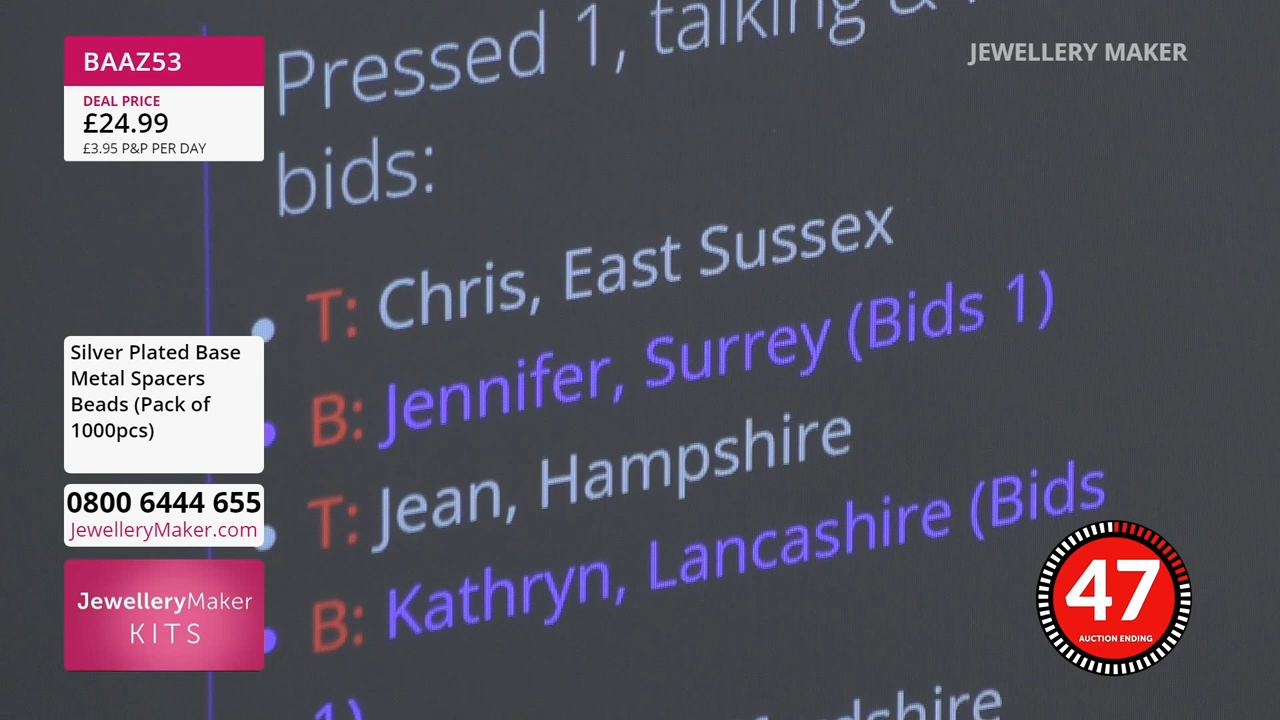 BAAZ53
DEAL PRICE
£24.99
£3.95 P&P PER DAY
JEWELLERY MAKER
Pressed 1, talking &
bids:
T: Chris, East Sussex
B: Jennifer, Surrey (Bids 1)
T: Jean, Hampshire
B: Kathryn, Lancashire (Bids
1)
Silver Plated Base
Metal Spacers
Beads (Pack of
1000pcs)
0800 6444 655
JewelleryMaker.com
JewelleryMaker
KITS
47
AUCTION ENDING